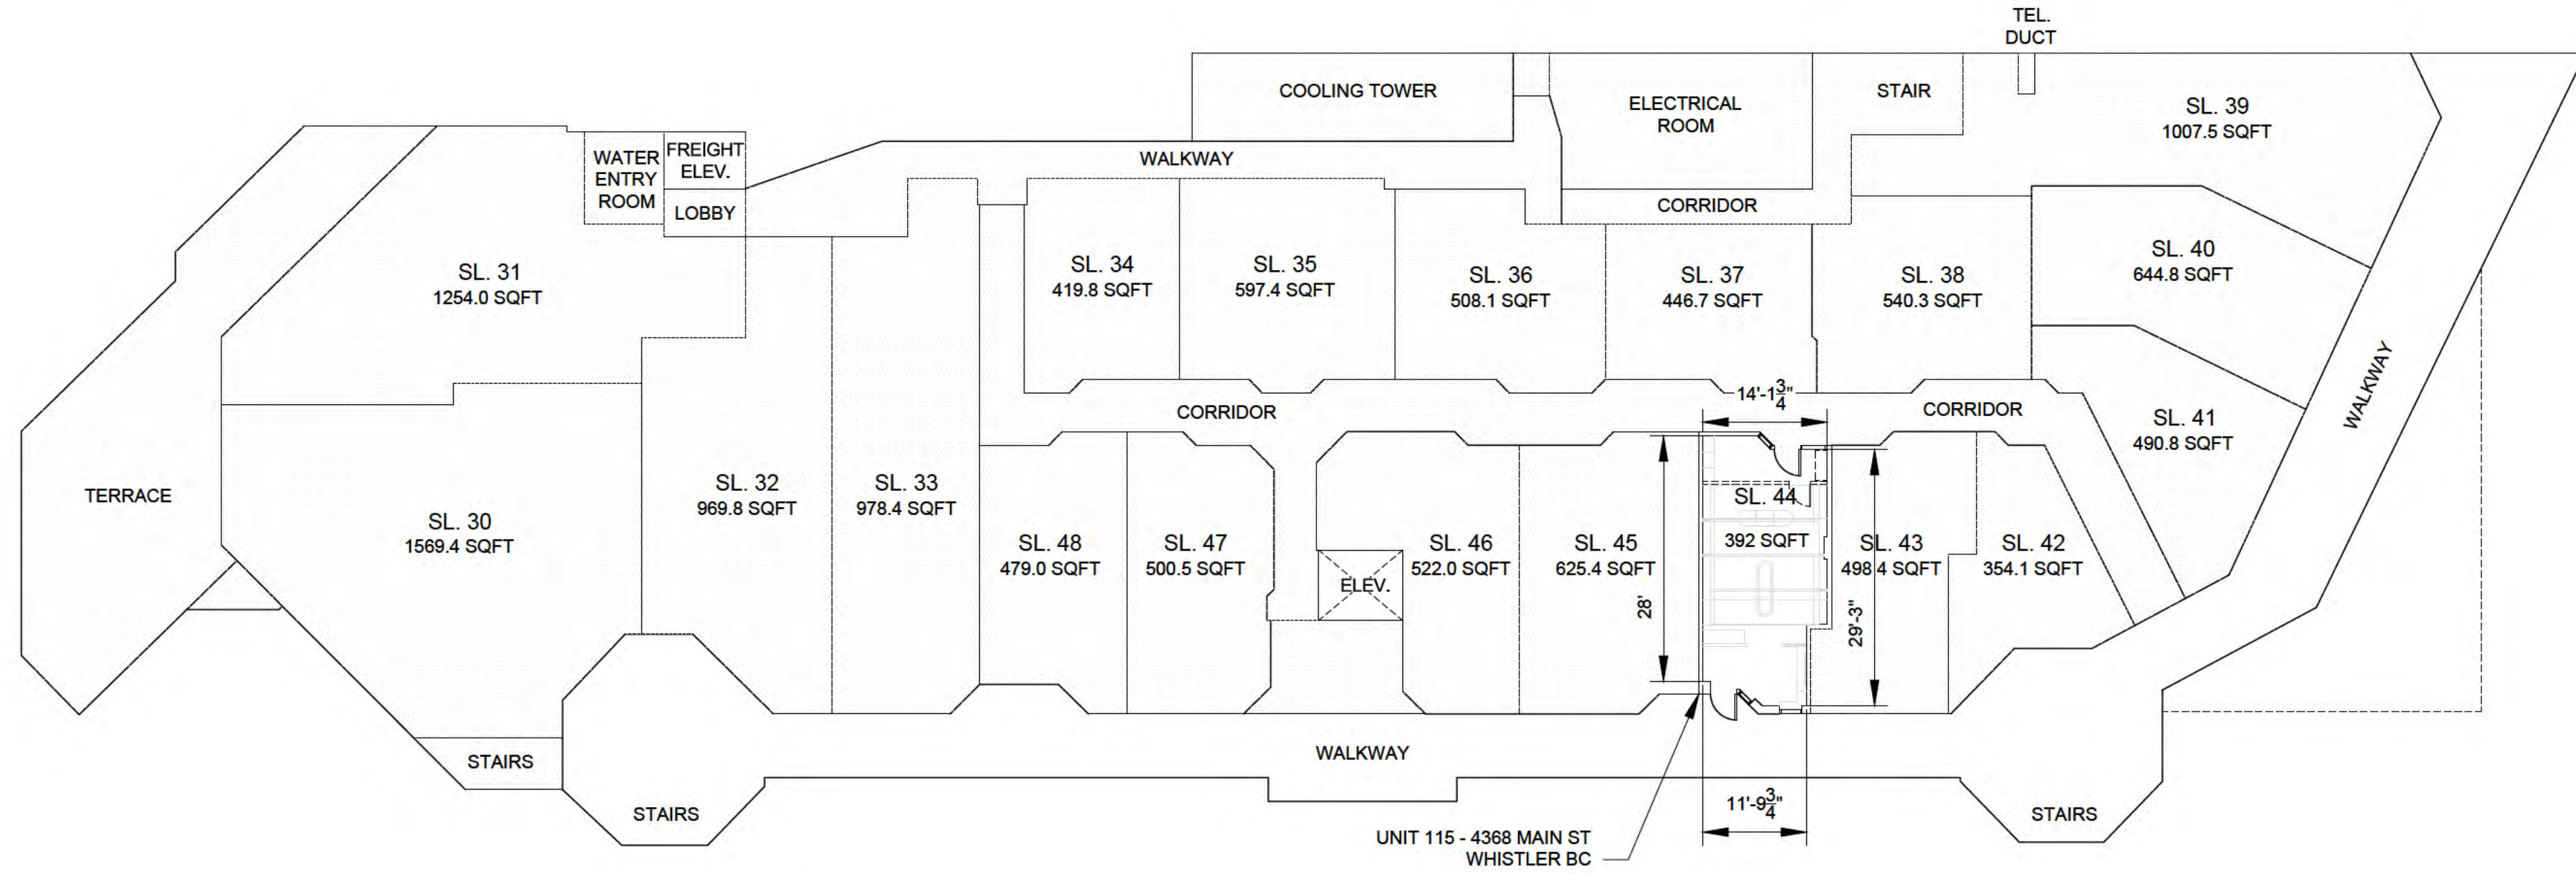 TEL.
DUCT
COOLING TOWER
ELECTRICAL
ROOM
STAIR
SL. 39
1007.5 SQFT
WATER
ENTRY
ROOM
FREIGHT
ELEV.
LOBBY
WALKWAY
CORRIDOR
SL. 31
1254.0 SQFT
SL. 34
419.8 SQFT
SL. 35
597.4 SQFT
SL. 36
508.1 SQFT
SL. 37
446.7 SQFT
SL. 38
540.3 SQFT
SL. 40
644.8 SQFT
WALKWAY
CORRIDOR
14'-1 3/4"
CORRIDOR
SL. 41
490.8 SQFT
TERRACE
SL. 30
1569.4 SQFT
SL. 32
969.8 SQFT
SL. 33
978.4 SQFT
SL. 48
479.0 SQFT
SL. 47
500.5 SQFT
ELEV.
SL. 46
522.0 SQFT
SL. 45
625.4 SQFT
28'
SL. 44
392 SQFT
SL. 43
498.4 SQFT
29'-3"
SL. 42
354.1 SQFT
STAIRS
STAIRS
WALKWAY
11'-9 3/4"
STAIRS
UNIT 115 - 4368 MAIN ST
WHISTLER BC